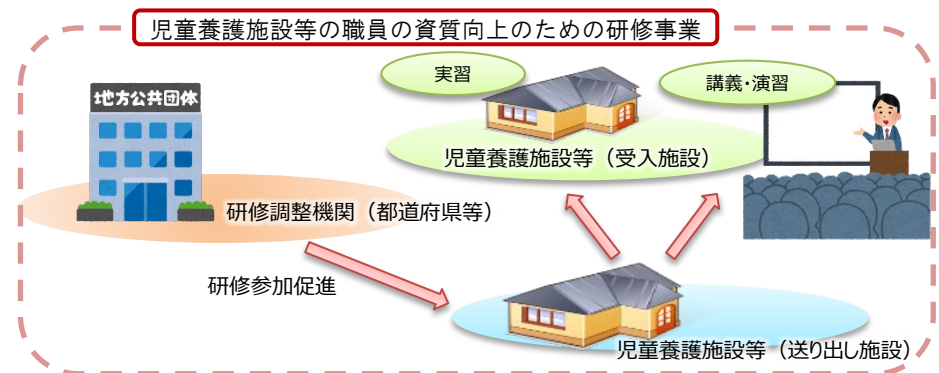 児童養護施設等の職員の資質向上のための研修事業
実習
講義・演習
地方公共団体
児童養護施設等（受入施設）
研修調整機関（都道府県等）
研修参加促進
児童養護施設等（送り出し施設）